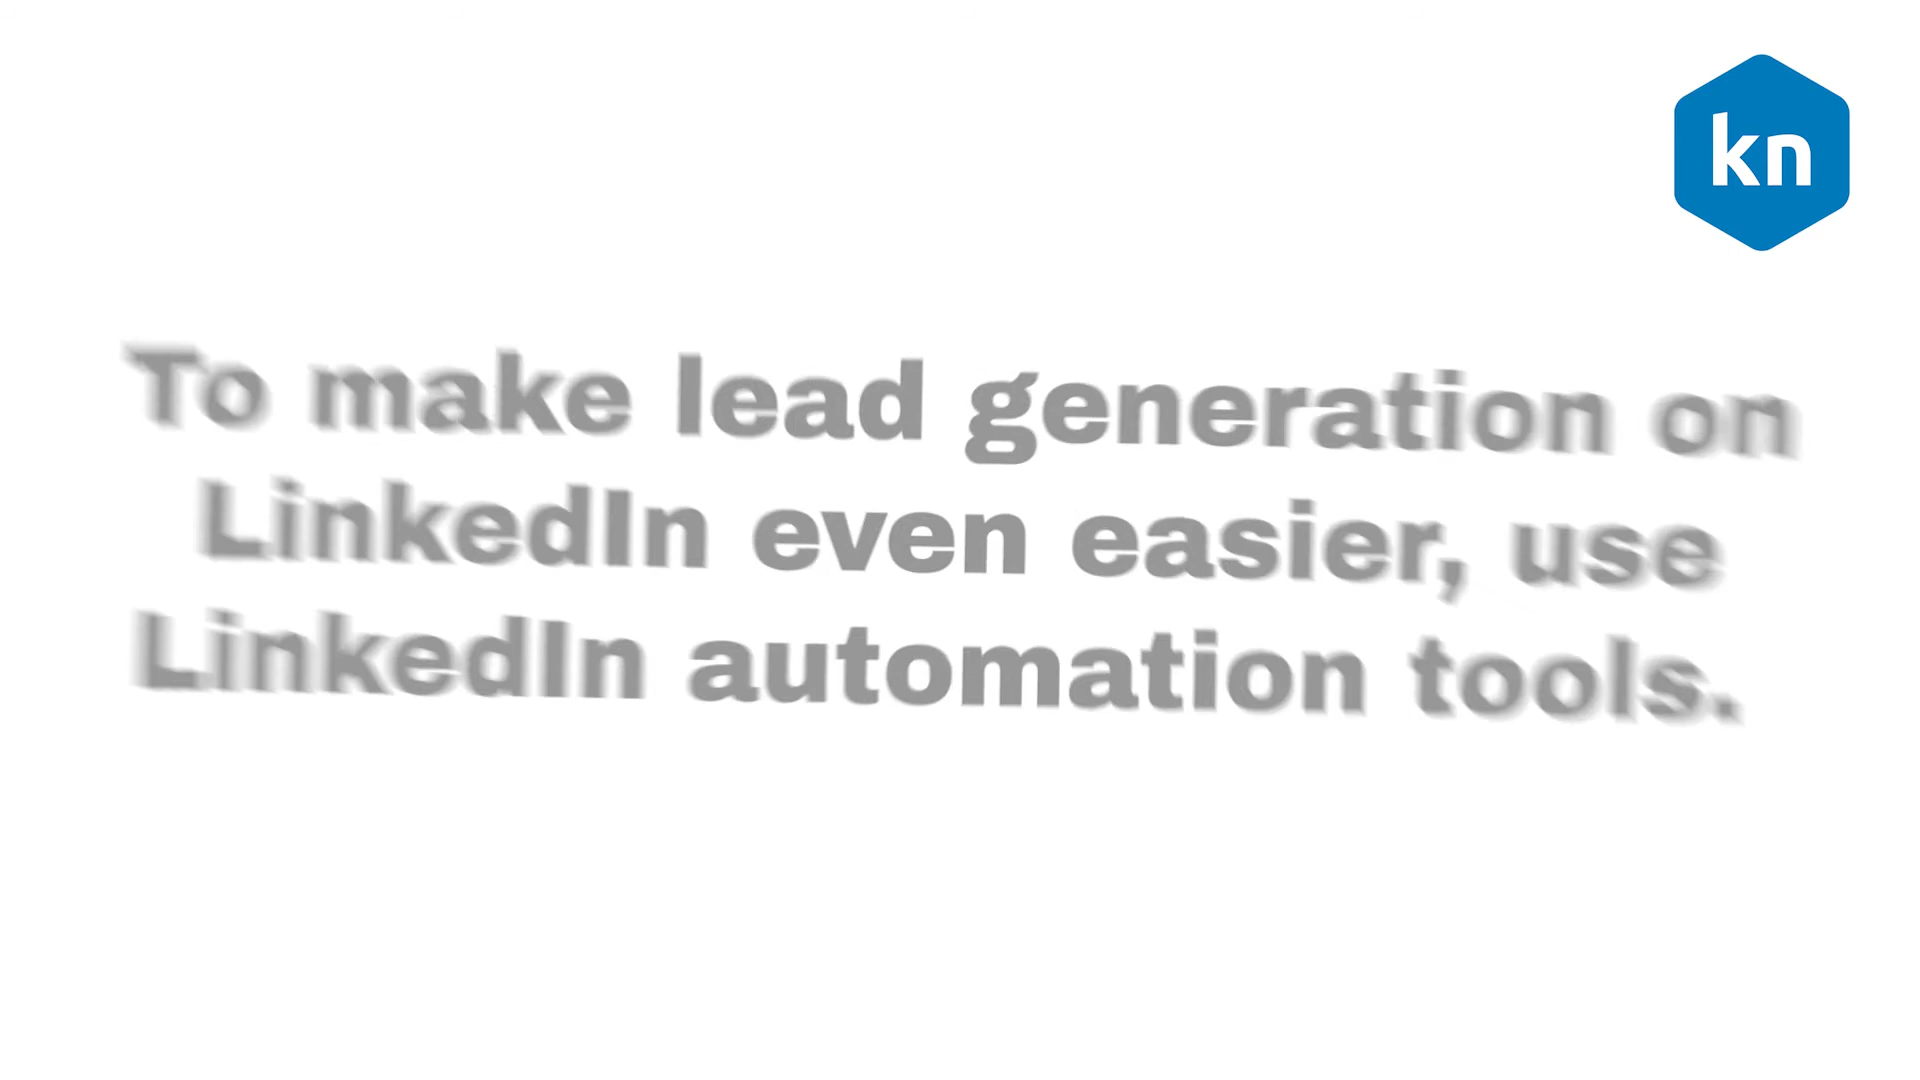 kn
To make lead generation on
LinkedIn even easier, use
LinkedIn automation tools.